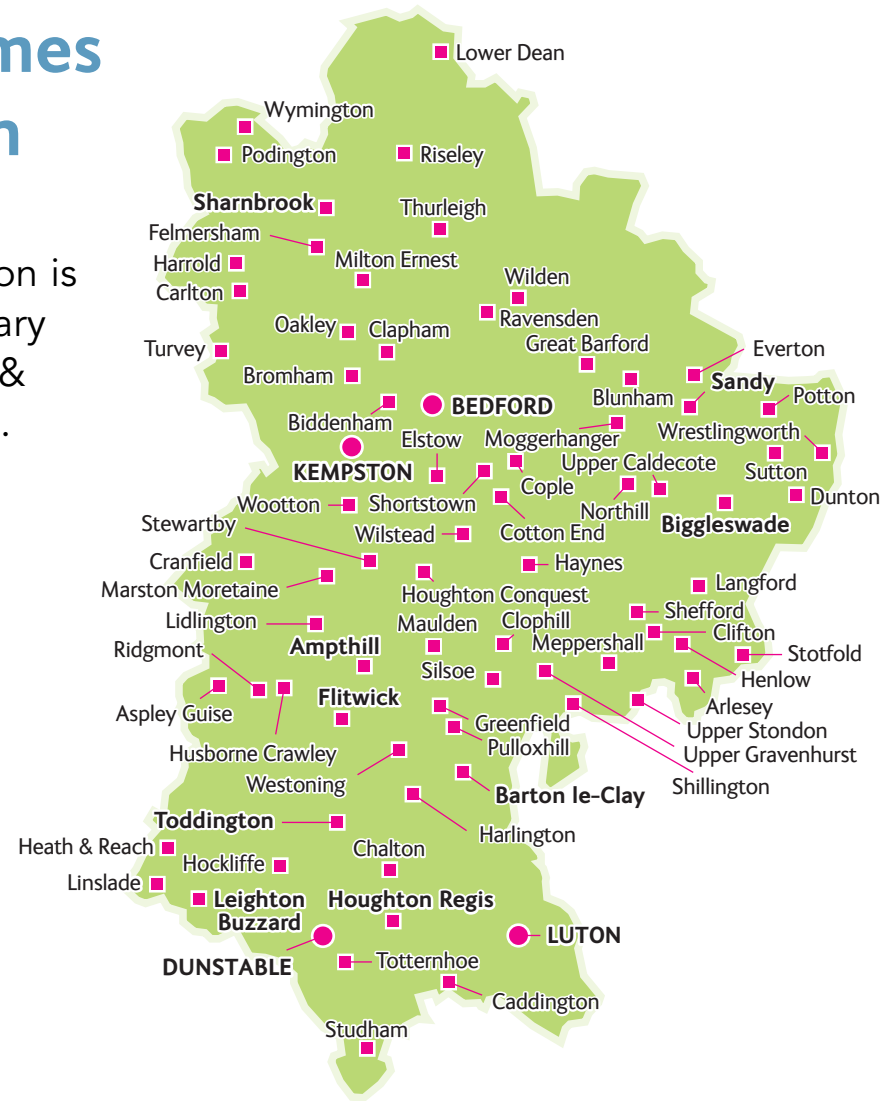 mes
n
on is
ary
&
.
Lower Dean
Wymington
Podington
Riseley
Sharnbrook
Thurleigh
Felmersham
Milton Ernest
Harrold
Carlton
Wilden
Ravensden
Oakley
Clapham
Great Barford
Turvey
Everton
Bromham
Sandy
Blunham
Potton
BEDFORD
Biddenham
Elstow
Moggerhanger
Wrestlingworth
KEMPSTON
Upper Caldecote
Sutton
Cople
Dunton
Wootton
Shortstown
Northill
Stewartby
Biggleswade
Wilstead
Cotton End
Cranfield
Haynes
Marston Moretaine
Langford
Houghton Conquest
Shefford
Lidlington
Maulden
Clophill
Clifton
Ridgmont
Ampthill
Meppershall
Stotfold
Silsoe
Henlow
Flitwick
Arlesey
Aspley Guise
Greenfield
Upper Stondon
Pulloxhill
Husborne Crawley
Upper Gravenhurst
Westoning
Shillington
Barton le-Clay
Toddington
Harlington
Heath & Reach
Chalton
Hockliffe
Linslade
Leighton
Buzzard
Houghton Regis
LUTON
DUNSTABLE
Totternhoe
Caddington
Studham